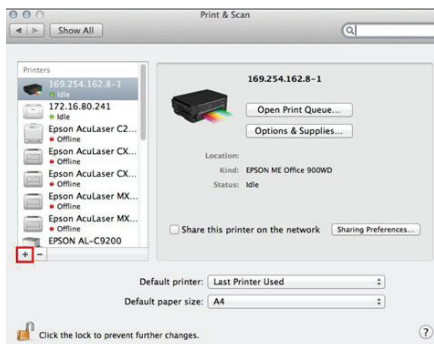 Print & Scan
Show All
Printers
169.254.162.8-1
Idle
172.16.80.241
Idle
Epson AcuLaser C2...
Offline
Epson AcuLaser CX...
Offline
Epson AcuLaser CX...
Offline
Epson AcuLaser MX...
Offline
Epson AcuLaser MX...
Offline
EPSON AL-C9200
+ −
169.254.162.8-1
Open Print Queue...
Options & Supplies...
Location:
Kind: EPSON ME Office 900WD
Status: Idle
Share this printer on the network Sharing Preferences...
Default printer: Last Printer Used
Default paper size: A4
Click the lock to prevent further changes.
?